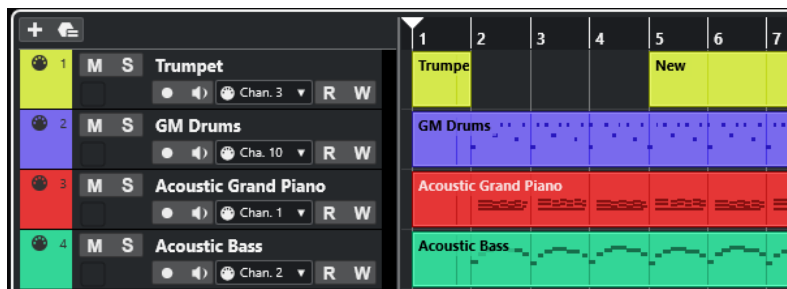 1 2 3 4 5 6 7
1 M S Trumpet
Chan. 3 R W
Trumpe New
2 M S GM Drums
Cha. 10 R W
GM Drums
3 M S Acoustic Grand Piano
Chan. 1 R W
Acoustic Grand Piano
4 M S Acoustic Bass
Chan. 2 R W
Acoustic Bass